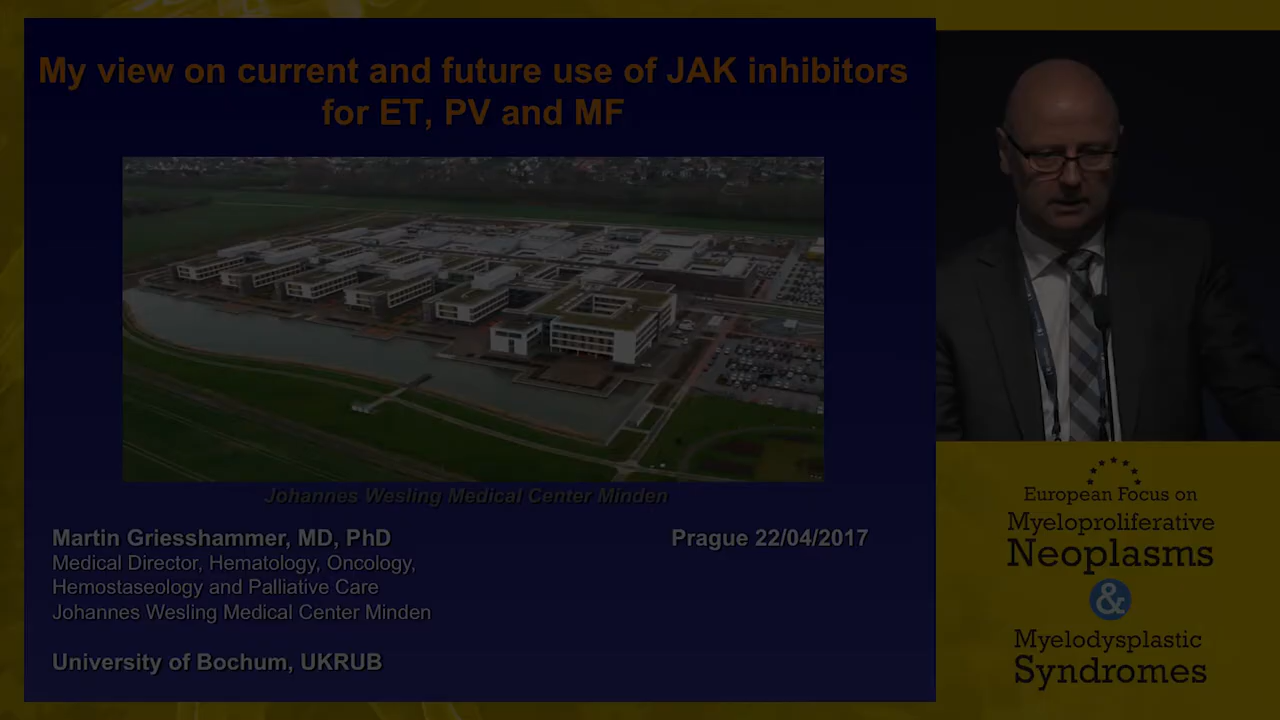 My view on current and future use of JAK inhibitors
for ET, PV and MF
Johannes Wesling Medical Center Minden
Martin Griesshammer, MD, PhD
Prague 22/04/2017
Medical Director, Hematology, Oncology,
Hemostaseology and Palliative Care
Johannes Wesling Medical Center Minden
University of Bochum, UKRUB
European Focus on
Myeloproliferative
Neoplasms
&
Myelodysplastic
Syndromes